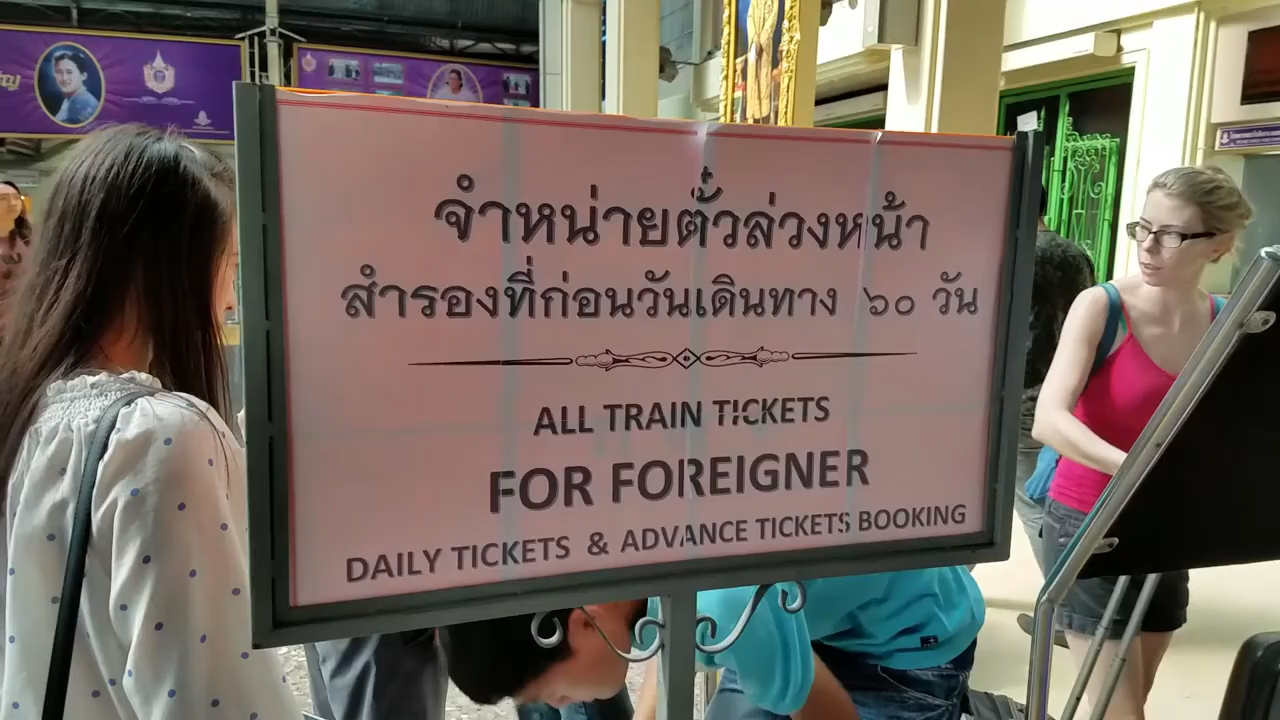 จำหน่ายตั๋วล่วงหน้า
สำรองที่ก่อนวันเดินทาง ๖๐ วัน
ALL TRAIN TICKETS
FOR FOREIGNER
DAILY TICKETS & ADVANCE TICKETS BOOKING